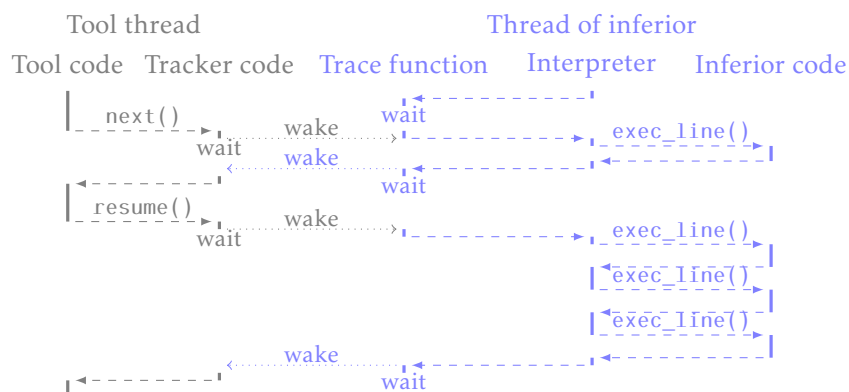 Tool thread Thread of inferior
Tool code Tracker code Trace function Interpreter Inferior code
wait
next() wake exec_line()
wait
wake
wait
resume() wake exec_line()
wait
exec_line()
exec_line()
wake
wait